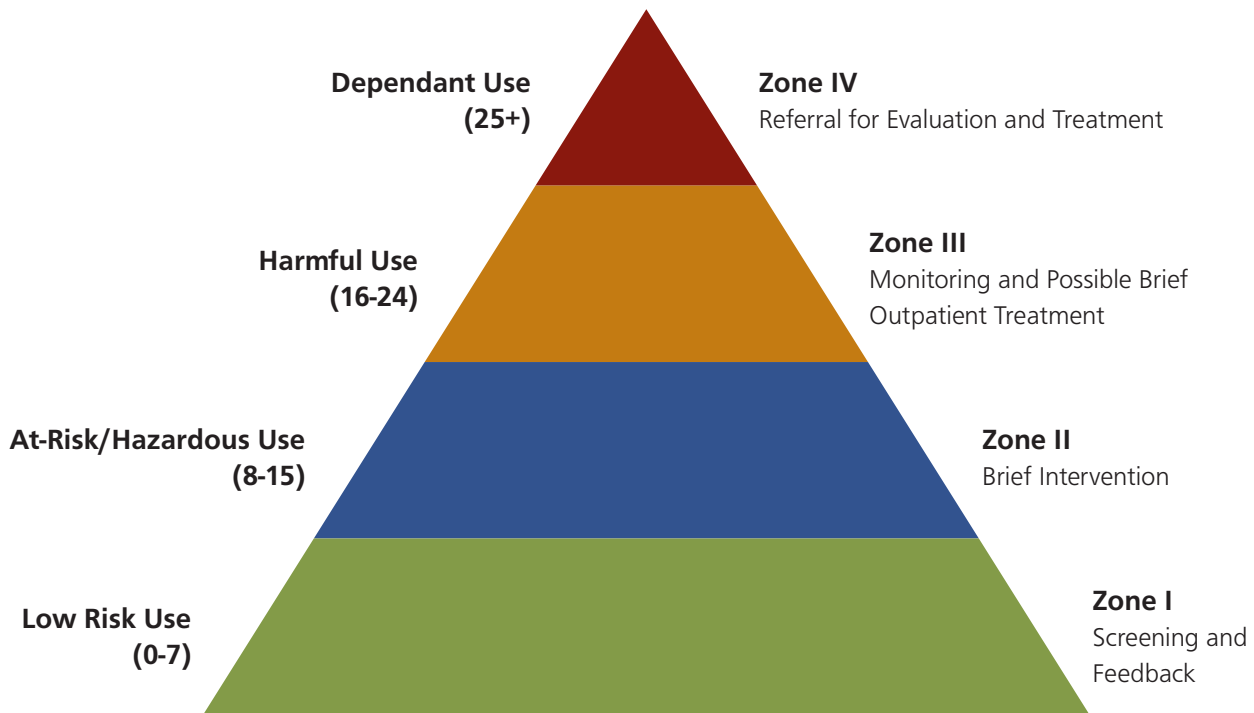 Dependant Use
(25+)
Zone IV
Referral for Evaluation and Treatment
Harmful Use
(16-24)
Zone III
Monitoring and Possible Brief
Outpatient Treatment
At-Risk/Hazardous Use
(8-15)
Zone II
Brief Intervention
Low Risk Use
(0-7)
Zone I
Screening and
Feedback